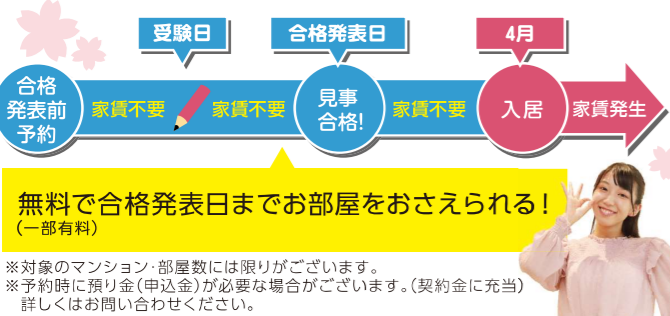 受験日
合格発表日
4月
合格
発表前
予約
家賃不要
家賃不要
見事
合格!
家賃不要
入居
家賃発生
無料で合格発表日までお部屋をおさえられる!
(一部有料)
※対象のマンション・部屋数には限りがございます。
※予約時に預り金(申込金)が必要な場合がございます。(契約金に充当)
詳しくはお問い合わせください。